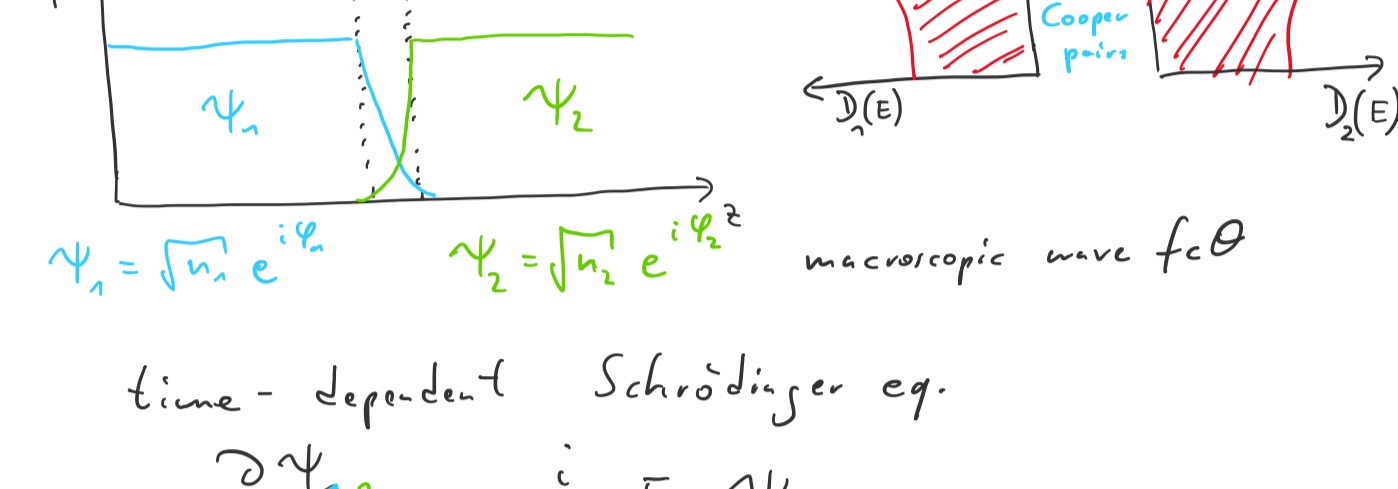 Cooper
pairs
ψ₁ ψ₂
D₁(E) D₂(E)
z
ψ₁ = √n₁ e^{iφ₁} ψ₂ = √n₂ e^{iφ₂} macroscopic wave fcθ
time-dependent Schrödinger eq.
∂ψ i